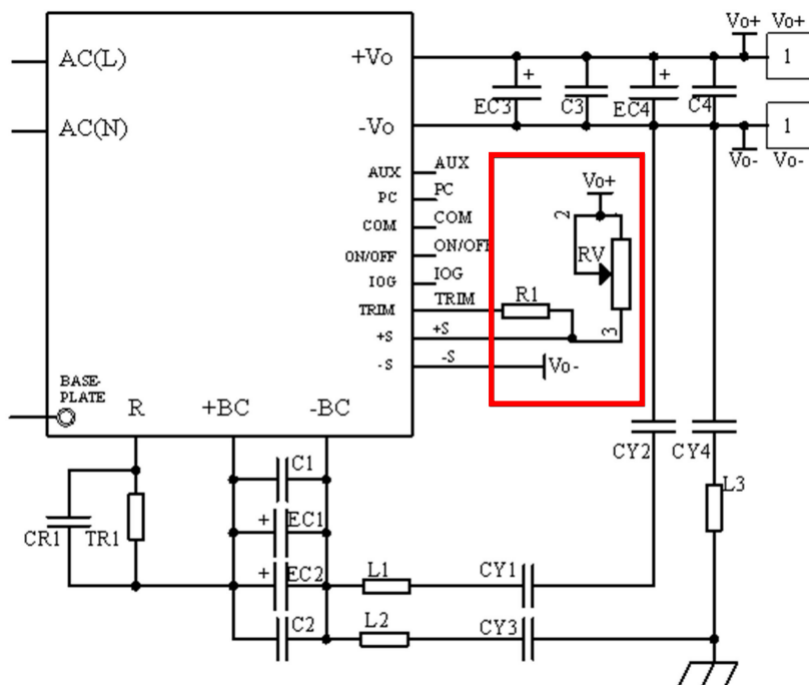 Vo+ Vo+
AC(L) +Vo + + 1
EC3 C3 EC4 C4
AC(N) -Vo 1
Vo- Vo-
AUX AUX
PC PC
COM COM
ON/OFF ON/OFF
IOG IOG
TRIM TRIM
+S +S
-S -S
Vo+
2
RV
R1
3
Vo-
BASE-
PLATE
R +BC -BC
C1
CY2 CY4
+ EC1
L3
CR1 TR1
+ EC2 L1 CY1
C2 L2 CY3